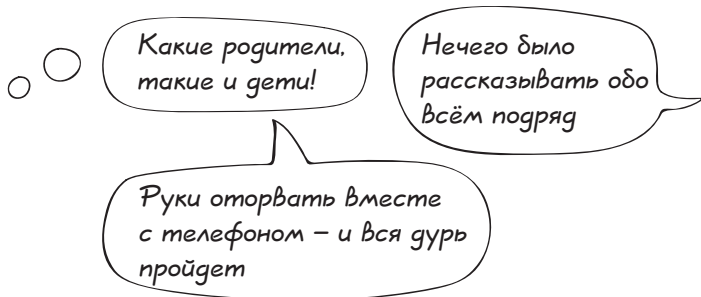 Какие родители,
такие и дети!
Нечего было
рассказывать обо
всём подряд
Руки оторвать вместе
с телефоном – и вся дурь
пройдет